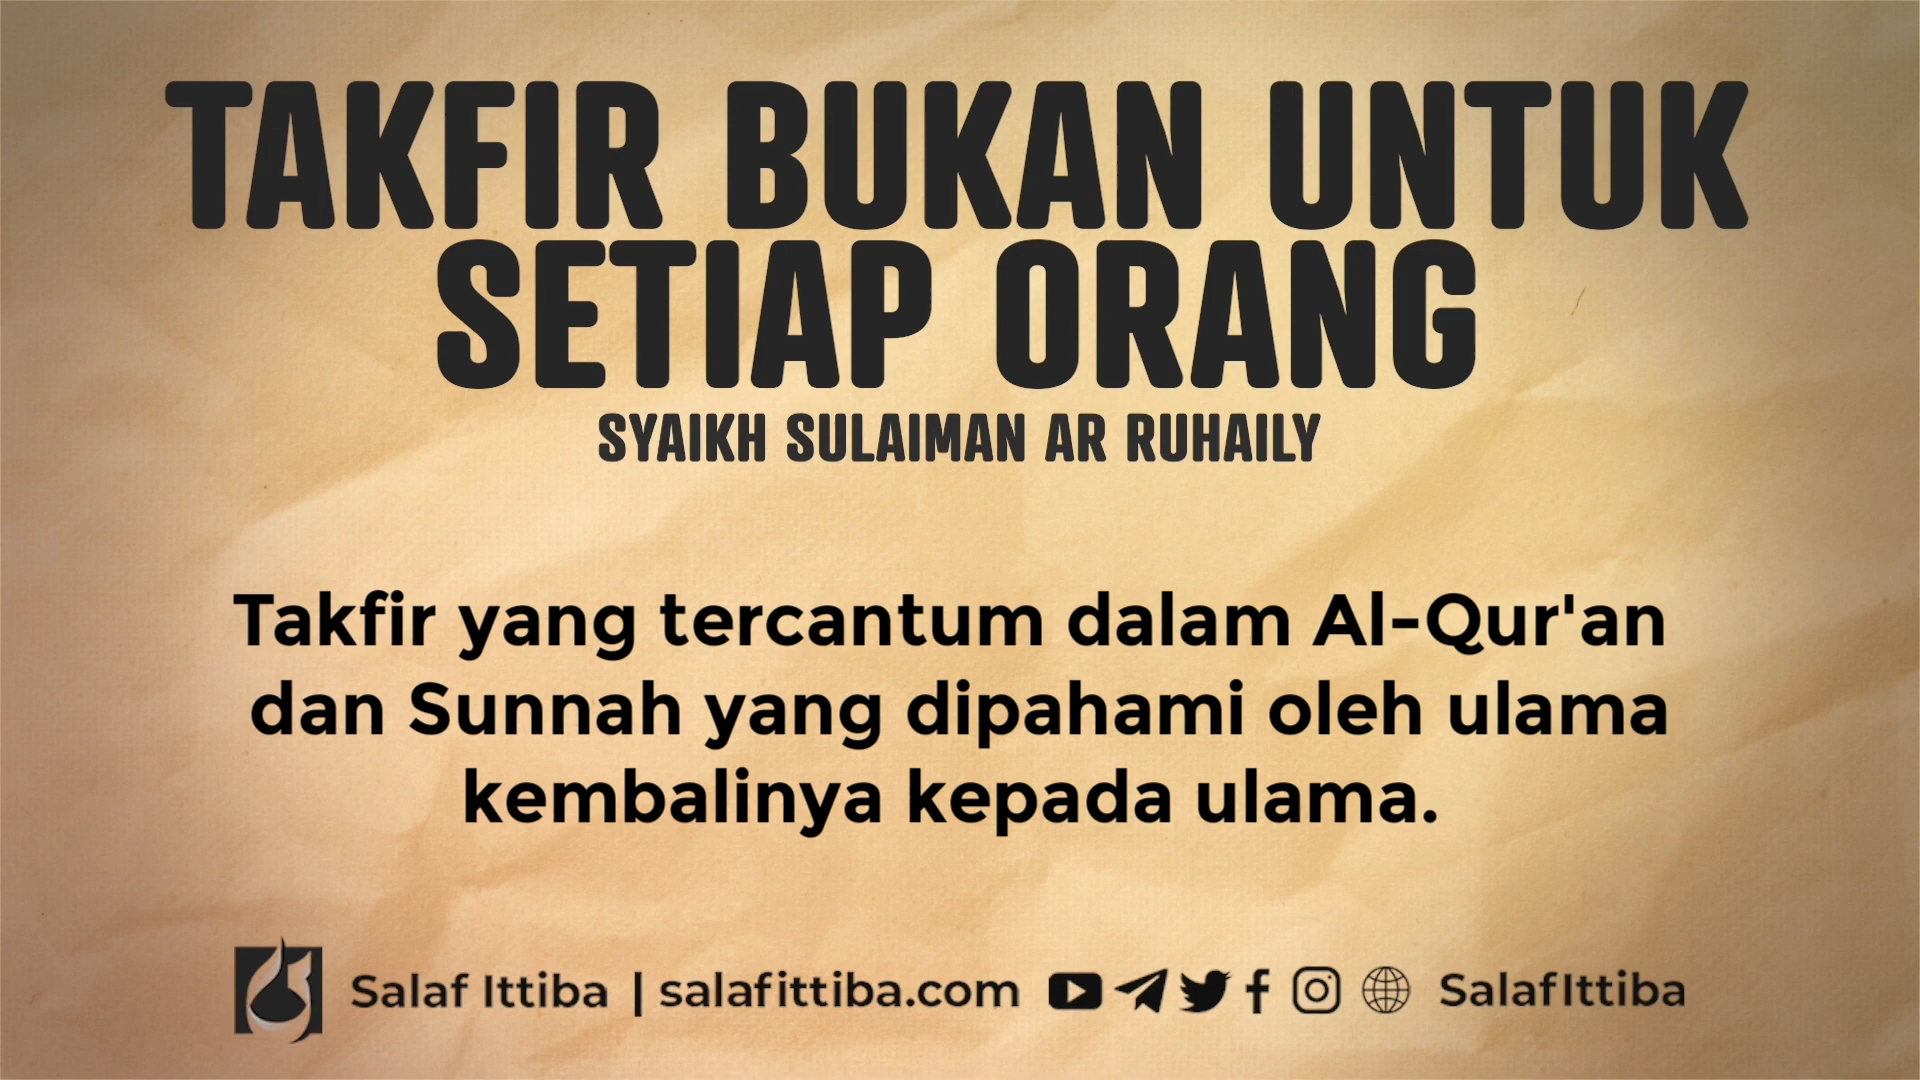 TAKFIR BUKAN UNTUK
SETIAP ORANG
SYAIKH SULAIMAN AR RUHAILY
Takfir yang tercantum dalam Al-Qur'an
dan Sunnah yang dipahami oleh ulama
kembalinya kepada ulama.
Salaf Ittiba | salafittiba.com SalafIttiba